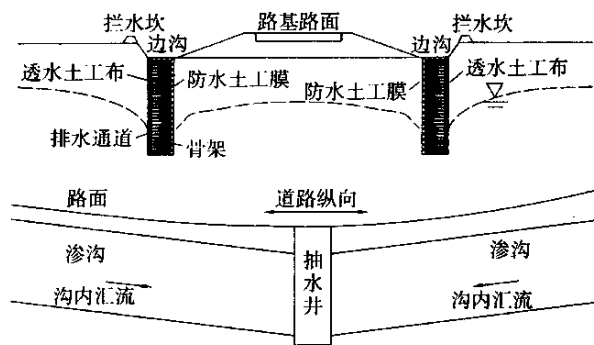 拦水坎
边沟
路基路面
边沟
拦水坎
透水土工布
防水土工膜
防水土工膜
透水土工布
排水通道
骨架
路面
道路纵向
渗沟
抽水井
渗沟
沟内汇流
沟内汇流